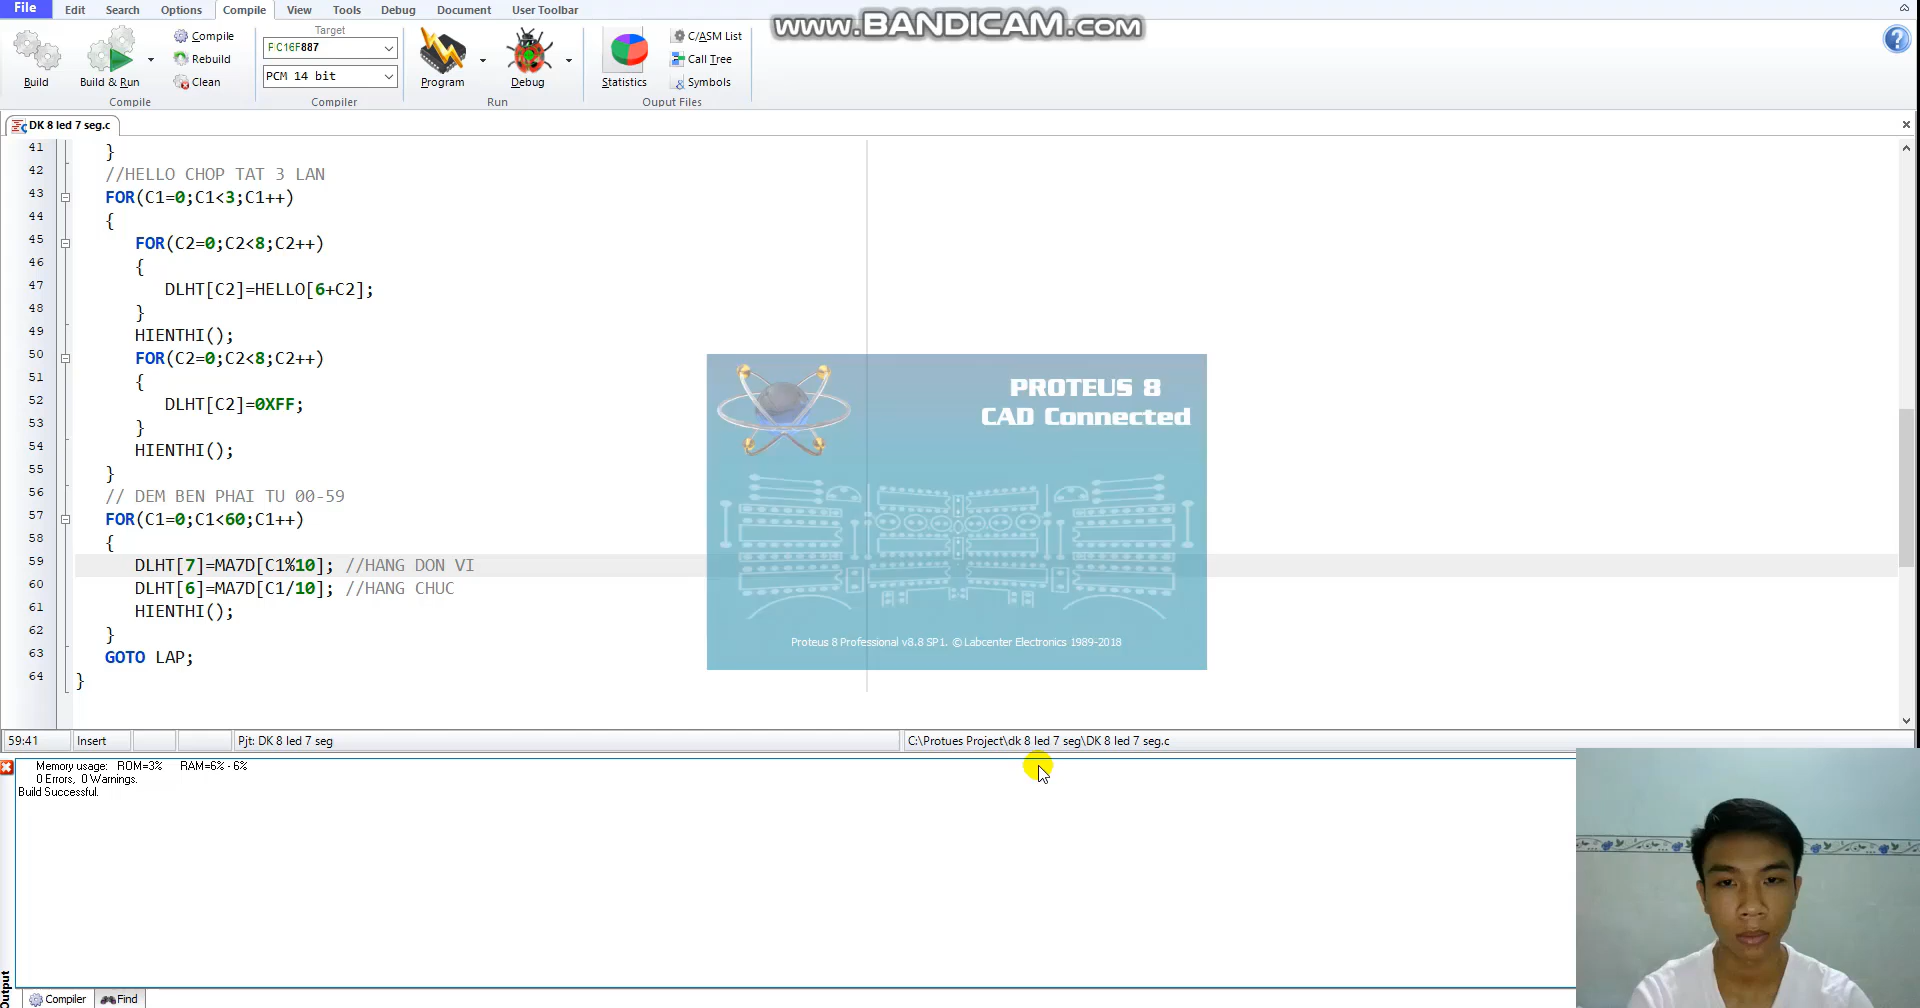 File Edit Search Options Compile View Tools Debug Document User Toolbar
www.BANDICAM.com
Build
Build & Run
Compile
Rebuild
Clean
Compile
Target
PCM 14 bit
Compiler
Program
Debug
Run
Statistics
C/ASM List
Call Tree
Symbols
Ouput Files
DK 8 led 7 seg.c
41 }
42 //HELLO CHOP TAT 3 LAN
43 FOR(C1=0;C1<3;C1++)
44 {
45 FOR(C2=0;C2<8;C2++)
46 {
47 DLHT[C2]=HELLO[6+C2];
48 }
49 HIENTHI();
50 FOR(C2=0;C2<8;C2++)
51 {
52 DLHT[C2]=0XFF;
53 }
54 HIENTHI();
55 }
56 // DEM BEN PHAI TU 00-59
57 FOR(C1=0;C1<60;C1++)
58 {
59 DLHT[7]=MA7D[C1%10]; //HANG DON VI
60 DLHT[6]=MA7D[C1/10]; //HANG CHUC
61 HIENTHI();
62 }
63 GOTO LAP;
64 }
PROTEUS 8
CAD Connected
Proteus 8 Professional v8.8 SP1. © Labcenter Electronics 1989-2018
59:41 Insert Pjt: DK 8 led 7 seg C:\Protues Project\dk 8 led 7 seg\DK 8 led 7 seg.c
Memory usage: ROM=3% RAM=6% - 6%
0 Errors, 0 Warnings.
Build Successful.
Output
Compiler Find